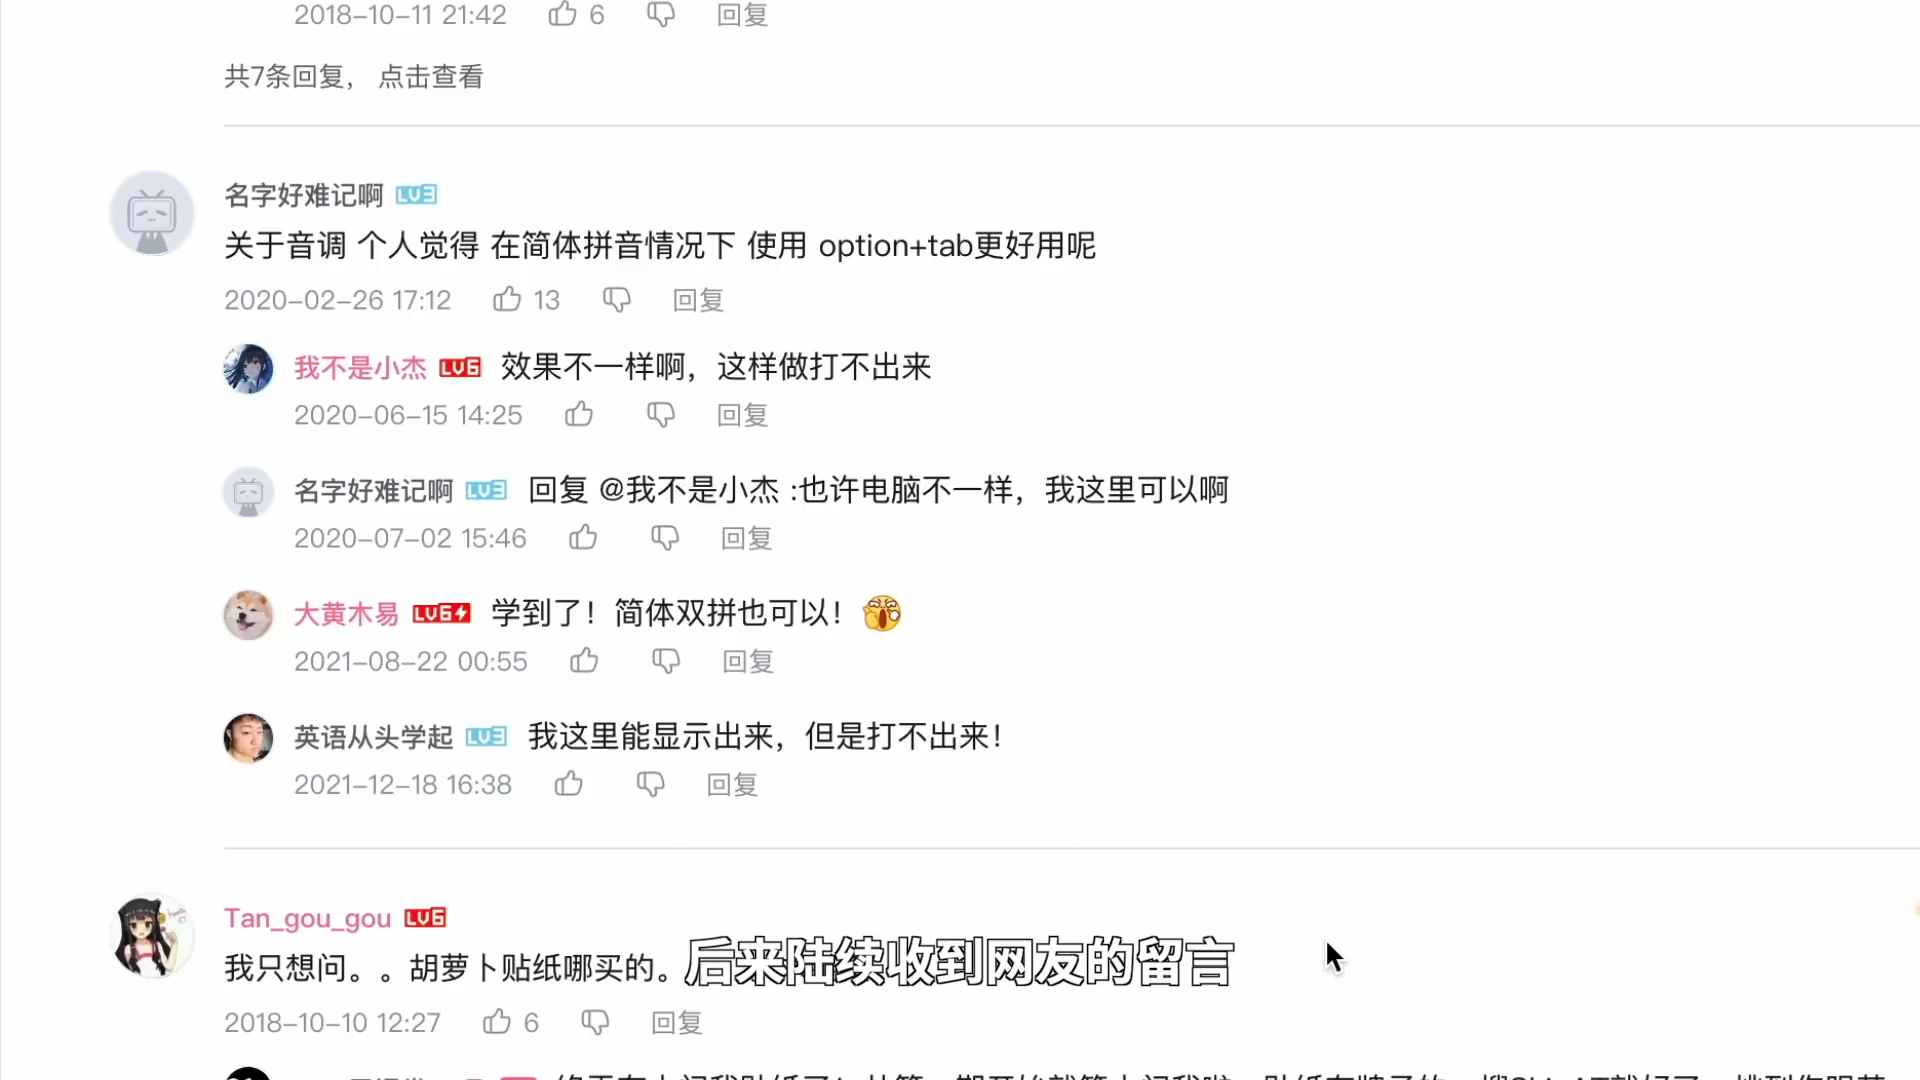 2018-10-11 21:42 6 回复
共7条回复， 点击查看
名字好难记啊 LV3
关于音调 个人觉得 在简体拼音情况下 使用 option+tab更好用呢
2020-02-26 17:12 13 回复
我不是小杰 LV6 效果不一样啊，这样做打不出来
2020-06-15 14:25 回复
名字好难记啊 LV3 回复 @我不是小杰 :也许电脑不一样，我这里可以啊
2020-07-02 15:46 回复
大黄木易 LV6 学到了！简体双拼也可以！
2021-08-22 00:55 回复
英语从头学起 LV3 我这里能显示出来，但是打不出来！
2021-12-18 16:38 回复
Tan_gou_gou LV6
我只想问。。胡萝卜贴纸哪买的。
后来陆续收到网友的留言
2018-10-10 12:27 6 回复